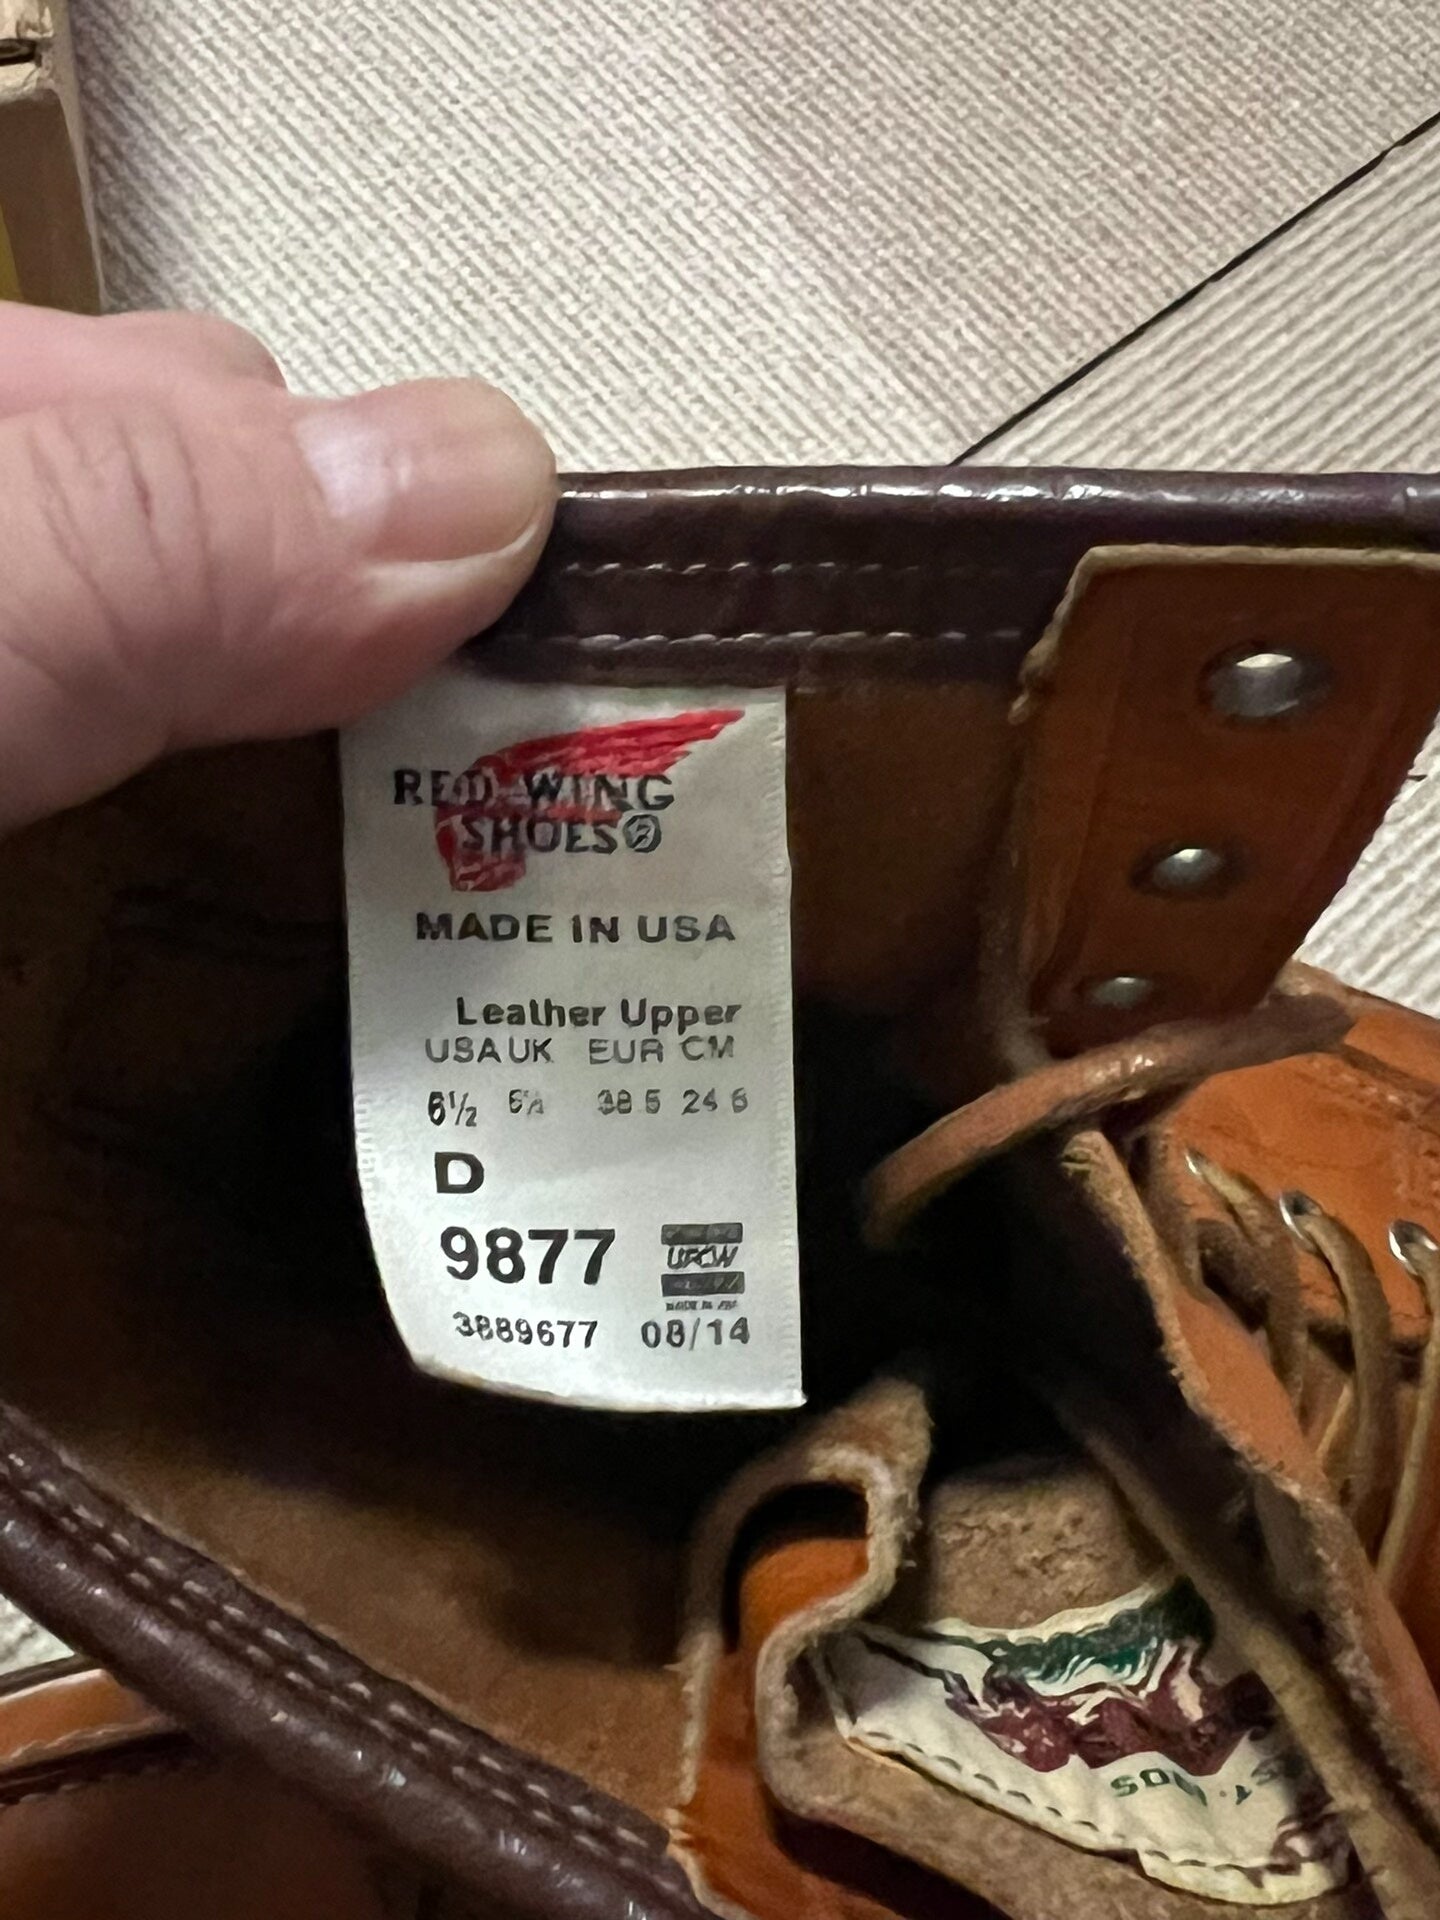 RED WING
SHOES®
MADE IN USA
Leather Upper
USA UK EUR CM
6½ 38.5 24
D
9877
UFCW
3889677 08/14